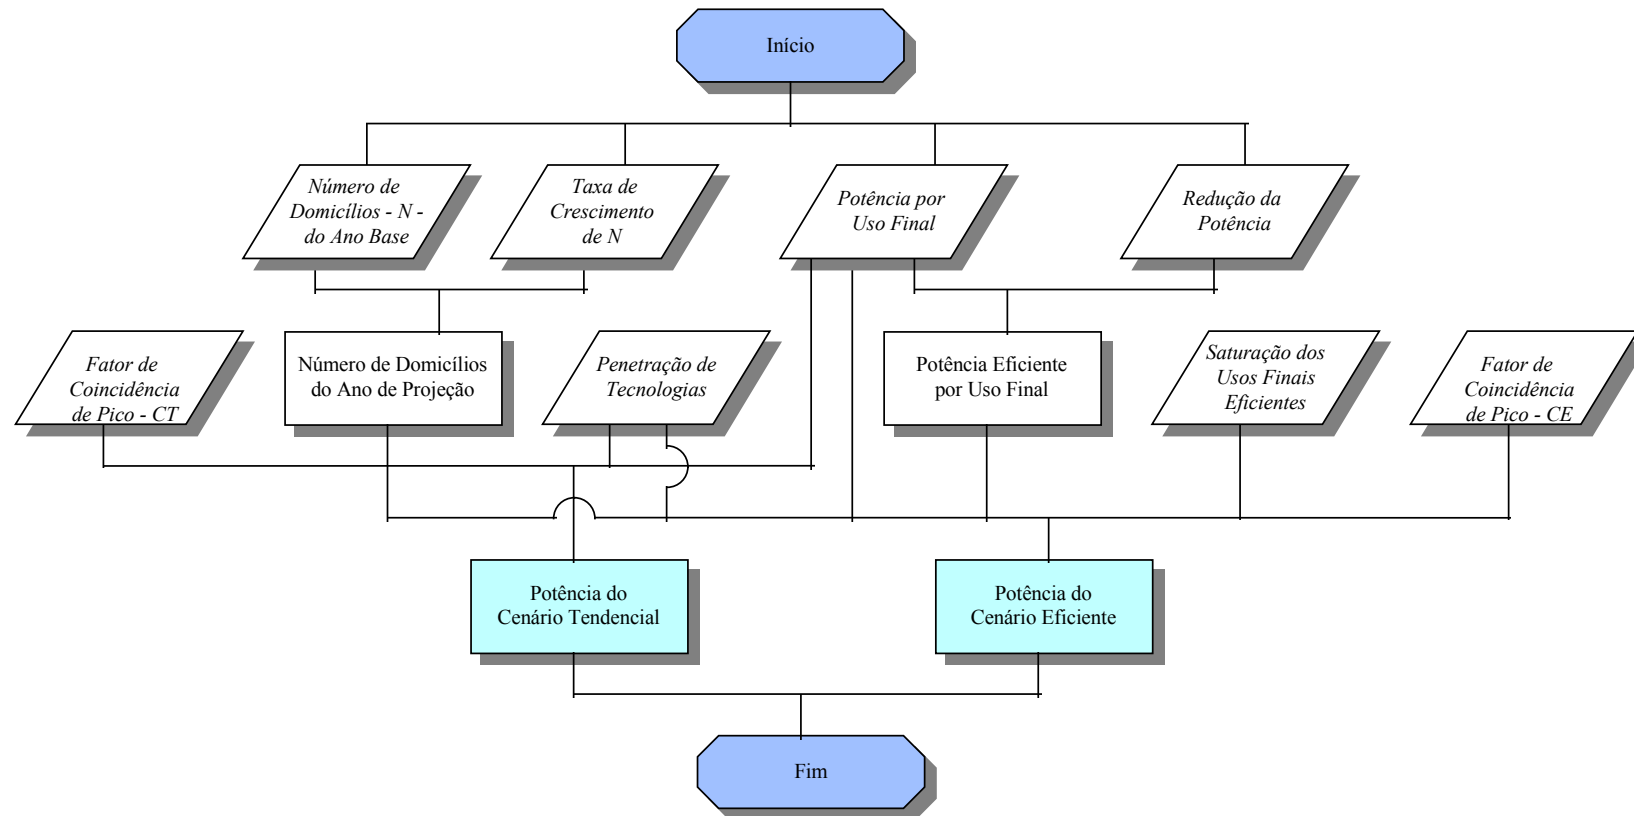 Início
Número de
Domicílios - N -
do Ano Base
Taxa de
Crescimento
de N
Potência por
Uso Final
Redução da
Potência
Fator de
Coincidência
de Pico - CT
Número de Domicílios
do Ano de Projeção
Penetração de
Tecnologias
Potência Eficiente
por Uso Final
Saturação dos
Usos Finais
Eficientes
Fator de
Coincidência
de Pico - CE
Potência do
Cenário Tendencial
Potência do
Cenário Eficiente
Fim